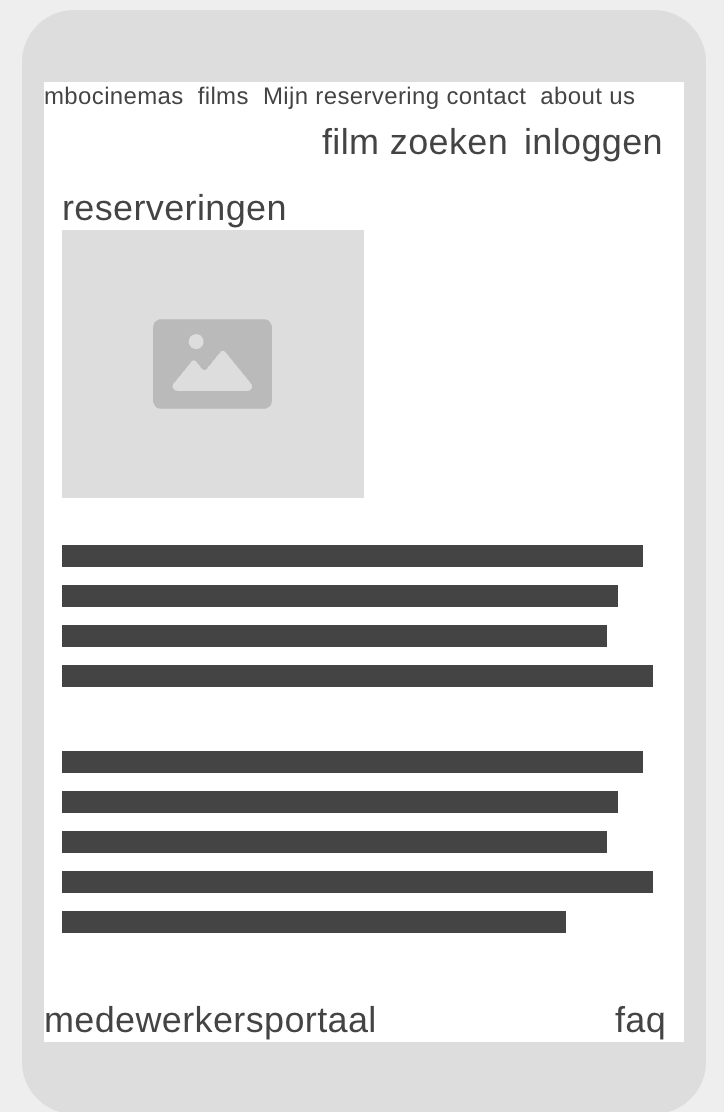 mbocinemas films Mijn reservering contact about us
film zoeken inloggen
reserveringen
medewerkersportaal faq